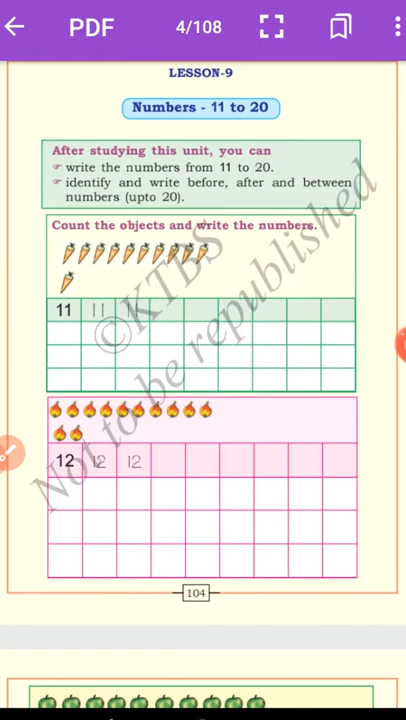 PDF 4/108
LESSON-9
Numbers - 11 to 20
After studying this unit, you can
☞ write the numbers from 11 to 20.
☞ identify and write before, after and between
numbers (upto 20).
Count the objects and write the numbers.
11 11 11
12 12 12
©KTBS
Not to be republished
104